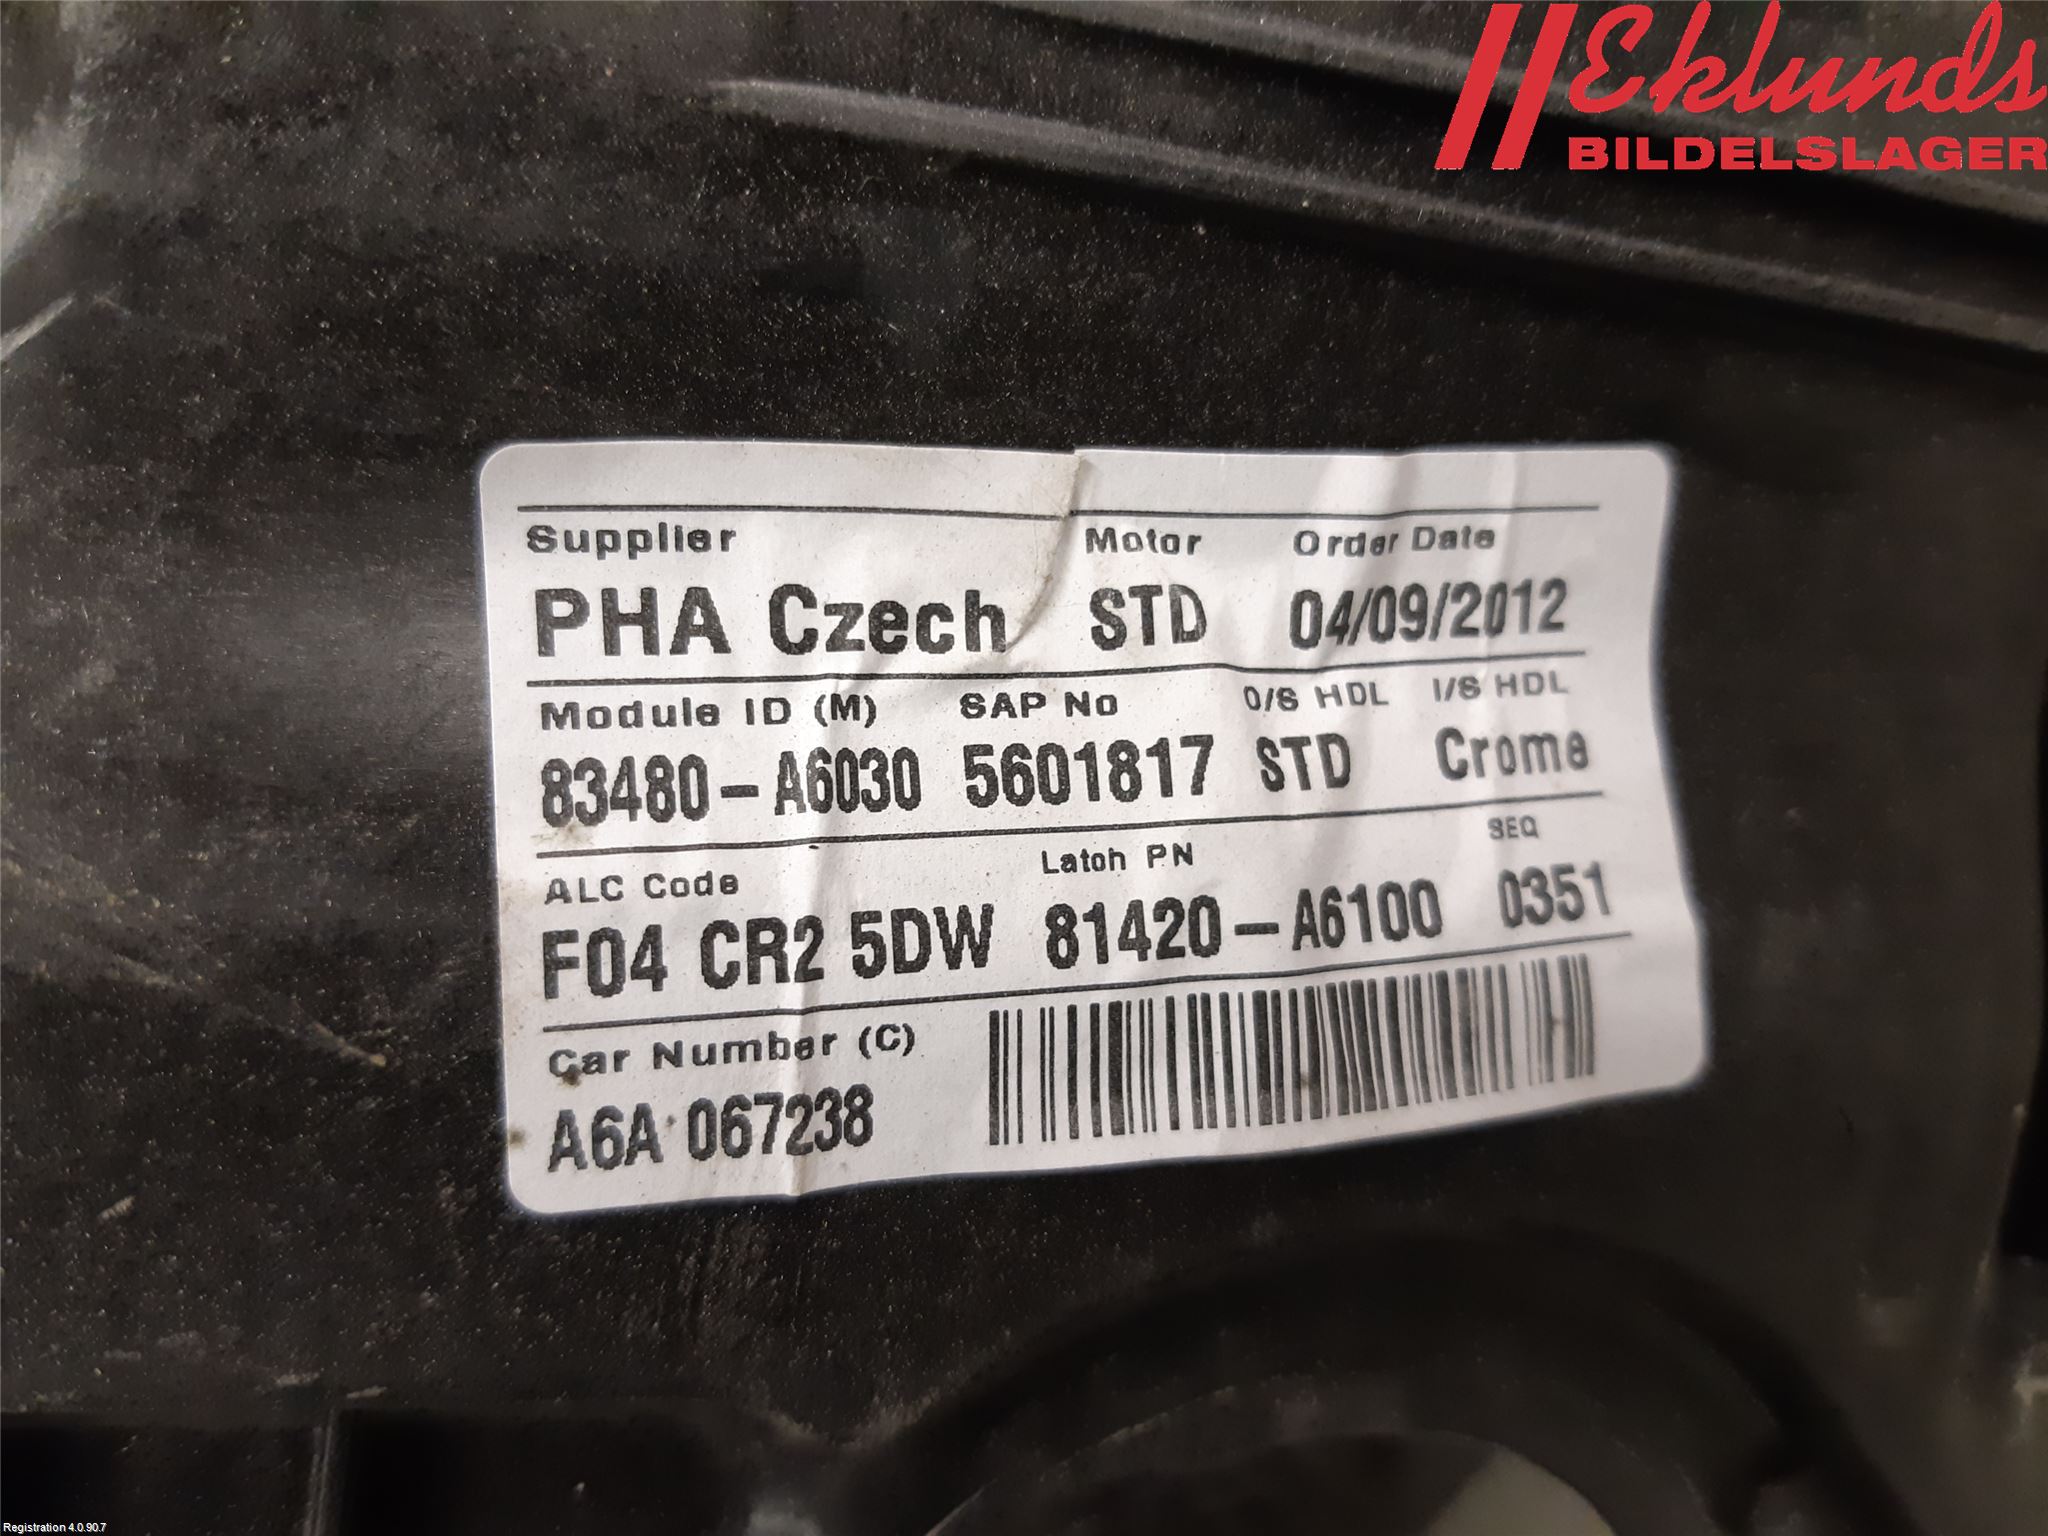 Eklunds
BILDELSLAGER
Supplier Motor Order Date
PHA Czech STD 04/09/2012
Module ID (M) SAP No O/S HDL I/S HDL
83480-A6030 5601817 STD Crome
ALC Code Latch PN SEQ
F04 CR2 5DW 81420-A6100 0351
Car Number (C)
A6A 067238
Registration 4.0.90.7